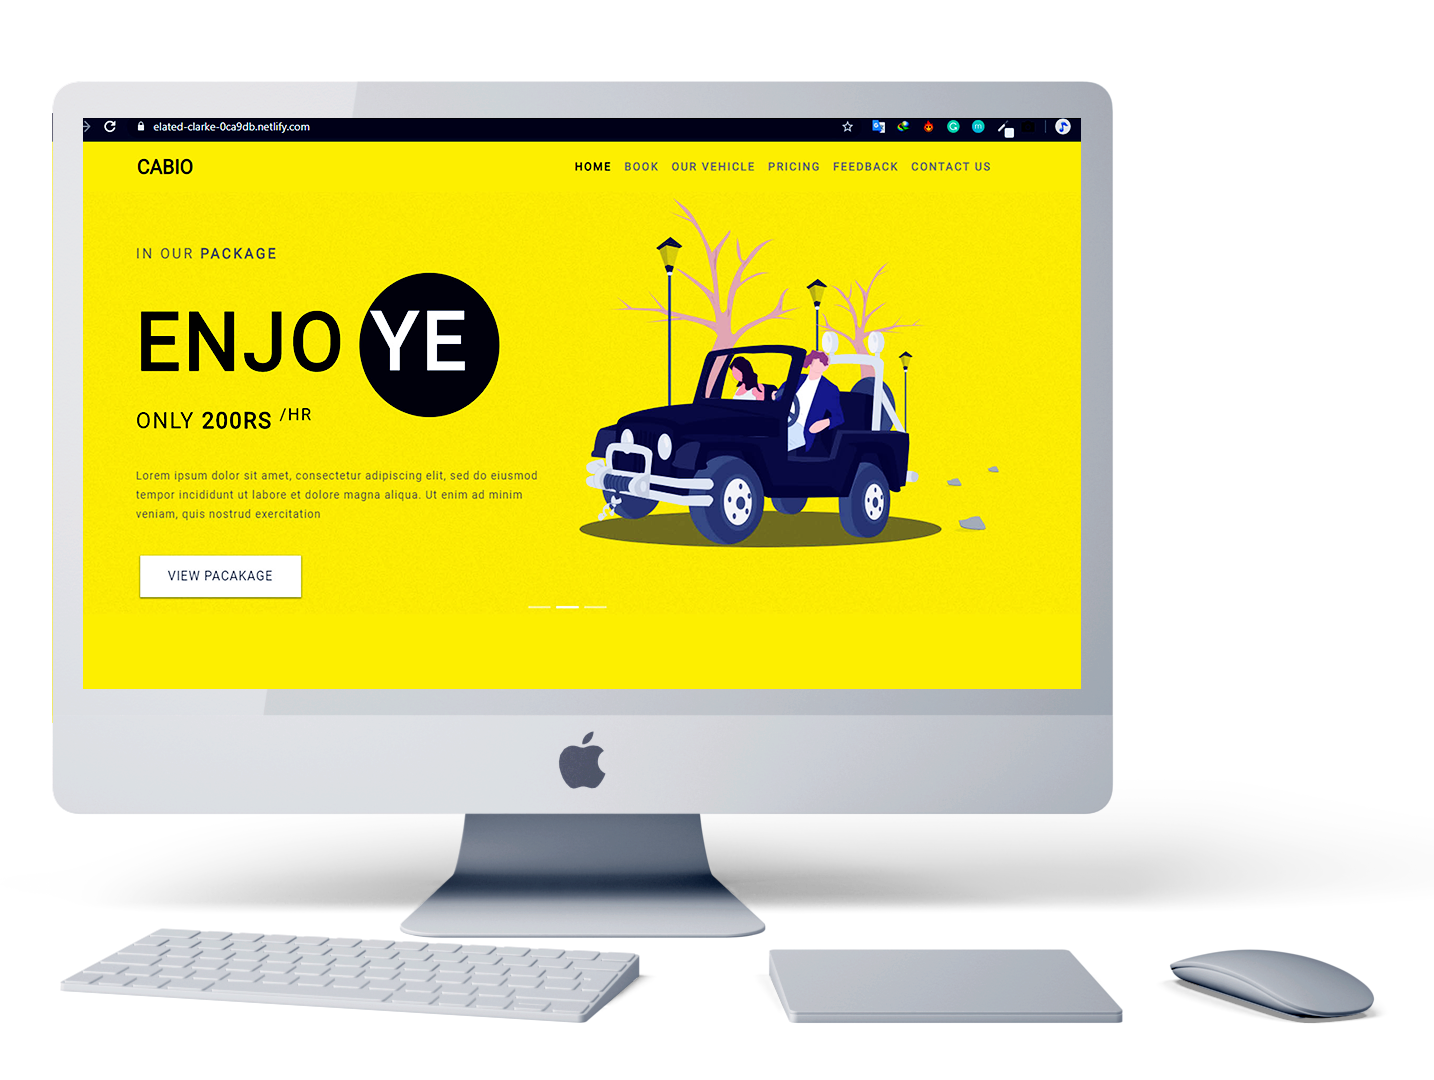 elated-clarke-0ca9db.netlify.com
CABIO
HOME BOOK OUR VEHICLE PRICING FEEDBACK CONTACT US
IN OUR PACKAGE
ENJO YE
ONLY 200RS /HR
Lorem ipsum dolor sit amet, consectetur adipiscing elit, sed do eiusmod
tempor incididunt ut labore et dolore magna aliqua. Ut enim ad minim
veniam, quis nostrud exercitation
VIEW PACAKAGE